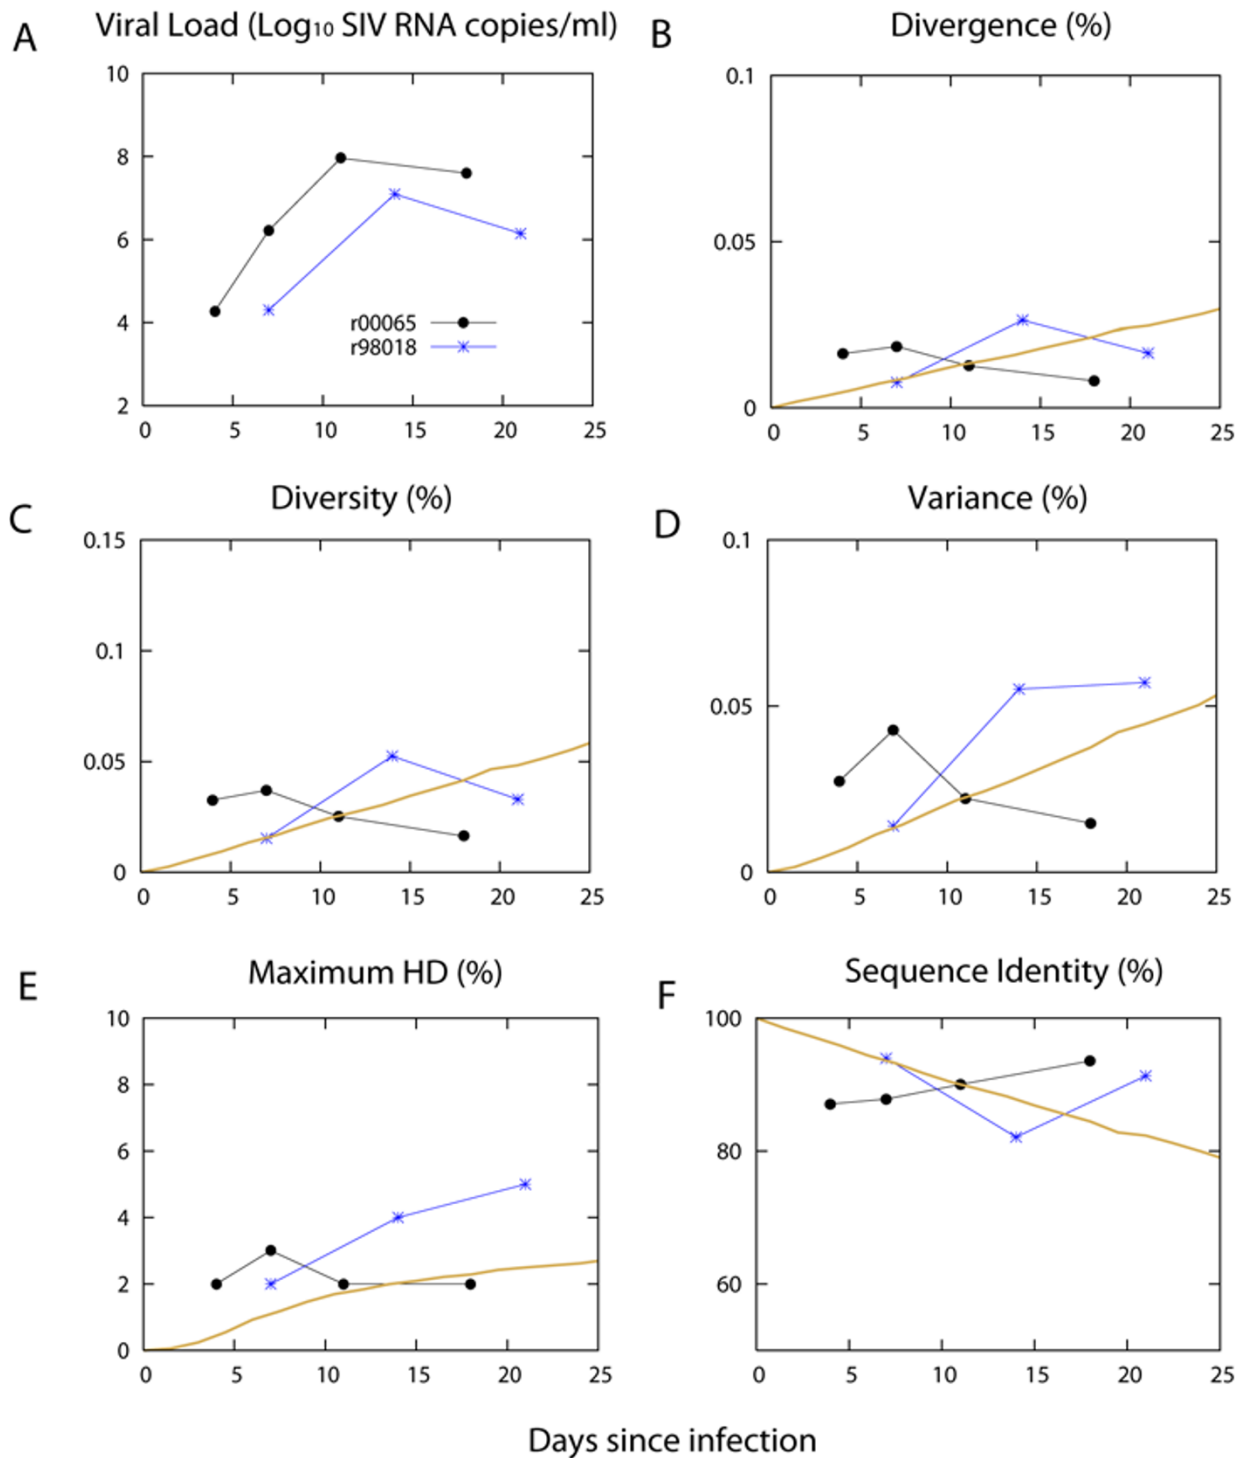 A Viral Load (Log₁₀ SIV RNA copies/ml)
10
8
6
4
2
r00065
r98018
0 5 10 15 20 25
B Divergence (%)
0.1
0.05
0
0 5 10 15 20 25
C Diversity (%)
0.15
0.1
0.05
0
0 5 10 15 20 25
D Variance (%)
0.1
0.05
0
0 5 10 15 20 25
E Maximum HD (%)
10
8
6
4
2
0
0 5 10 15 20 25
F Sequence Identity (%)
100
80
60
0 5 10 15 20 25
Days since infection